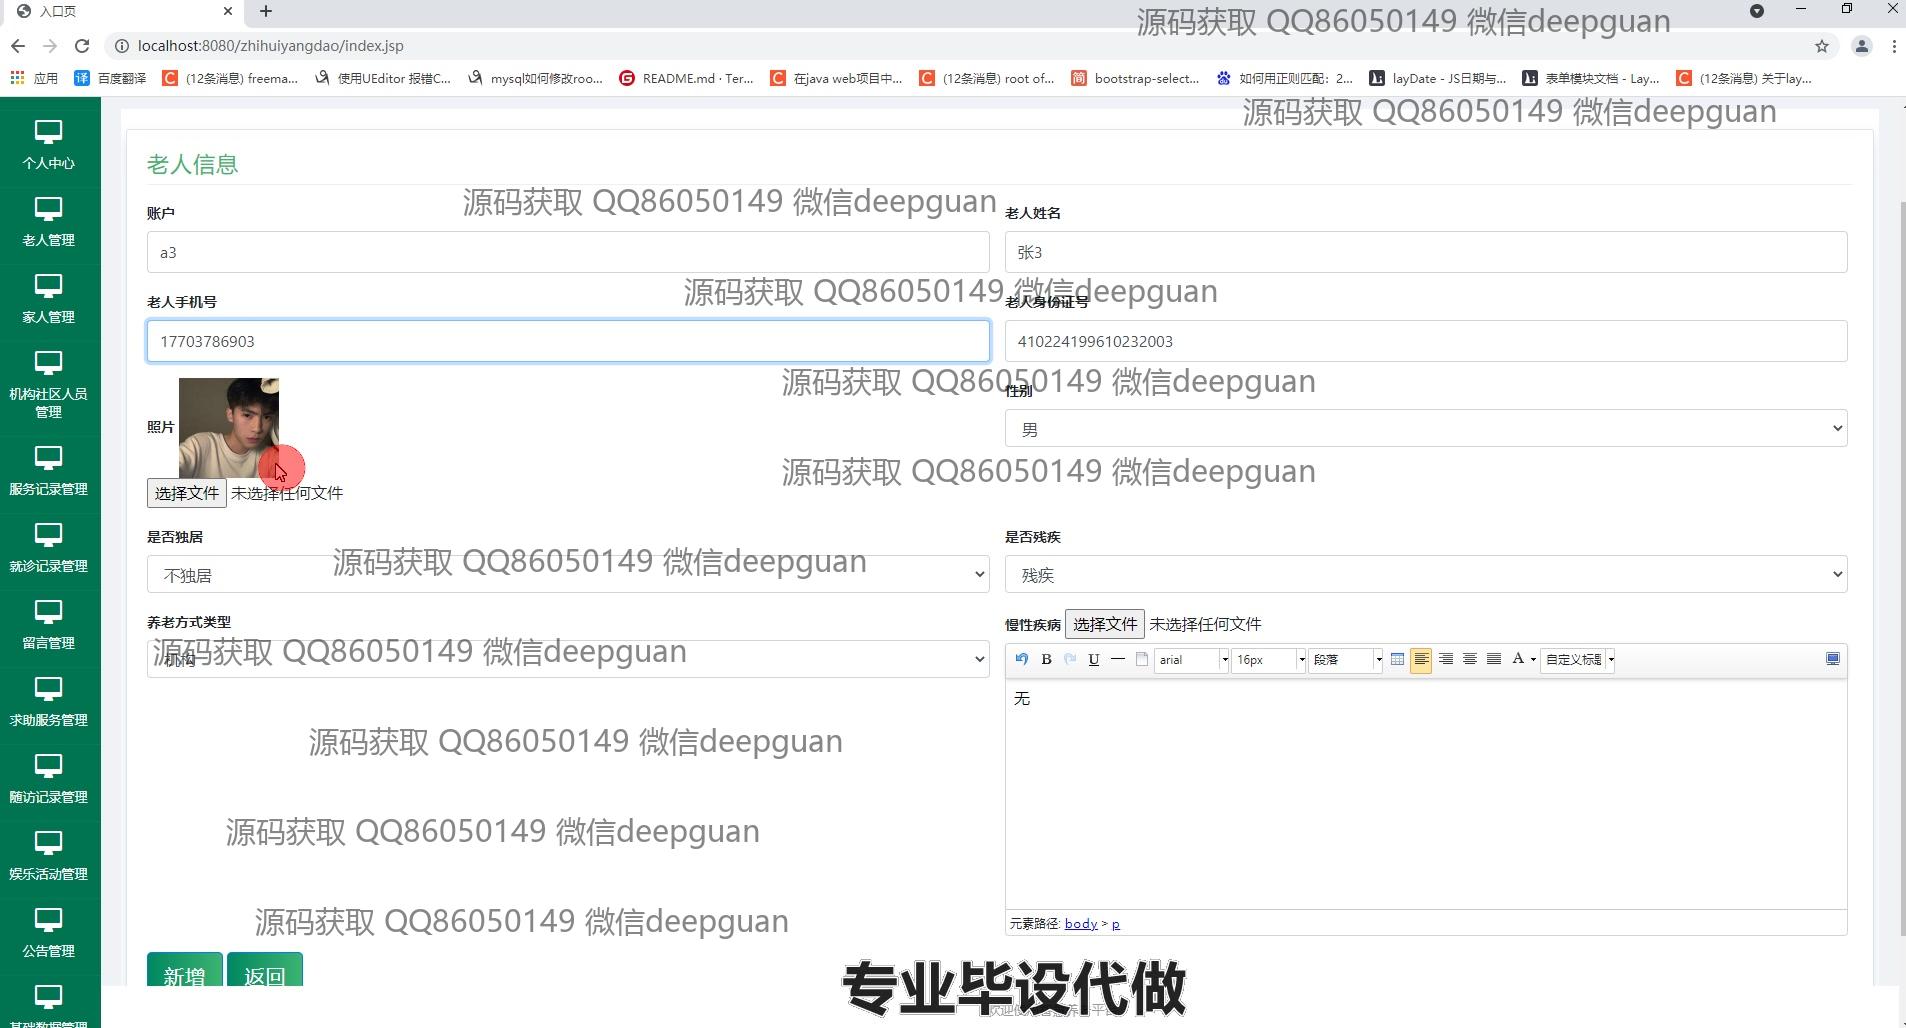 入口页
源码获取 QQ86050149 微信deepguan
localhost:8080/zhihuiyangdao/index.jsp
应用 百度翻译 (12条消息) freema... 使用UEditor 报错C... mysql如何修改roo... README.md · Ter... 在java web项目中... (12条消息) root of... bootstrap-select... 如何用正则匹配：2... layDate - JS日期与... 表单模块文档 - Lay... (12条消息) 关于lay...
源码获取 QQ86050149 微信deepguan
个人中心
老人管理
家人管理
机构社区人员
管理
服务记录管理
就诊记录管理
留言管理
求助服务管理
随访记录管理
娱乐活动管理
公告管理
基础数据管理
老人信息
源码获取 QQ86050149 微信deepguan
账户 老人姓名
a3 张3
源码获取 QQ86050149 微信deepguan
老人手机号 老人身份证号
17703786903 410224199610232003
源码获取 QQ86050149 微信deepguan
性别
照片 男
源码获取 QQ86050149 微信deepguan
选择文件 未选择任何文件
是否独居 是否残疾
源码获取 QQ86050149 微信deepguan
不独居 残疾
养老方式类型 慢性疾病 选择文件 未选择任何文件
源码获取 QQ86050149 微信deepguan
机构 B U arial 16px 段落 A 自定义标题
无
源码获取 QQ86050149 微信deepguan
源码获取 QQ86050149 微信deepguan
源码获取 QQ86050149 微信deepguan
元素路径: body > p
新增 返回
专业毕设代做